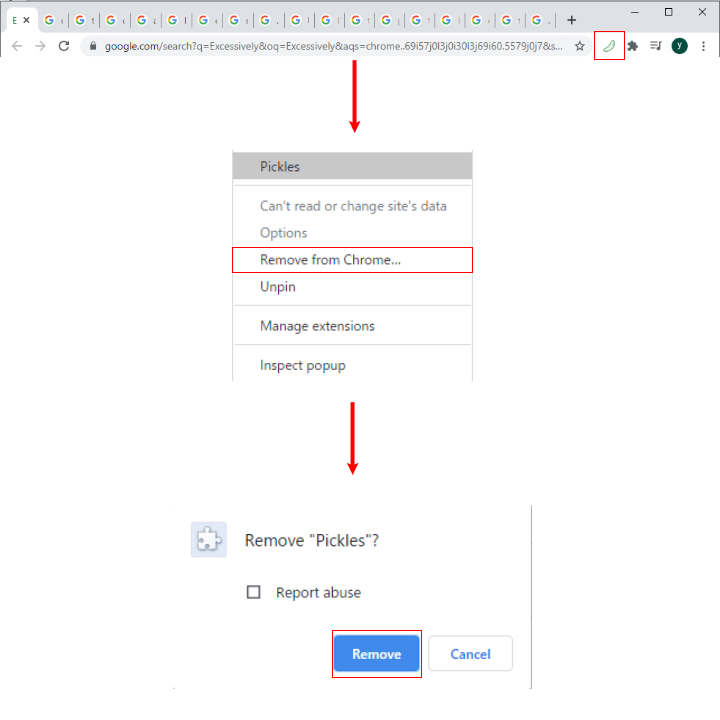 E
google.com/search?q=Excessively&oq=Excessively&aqs=chrome..69i57j0l3j0i30l3j69i60.5579j0j7&s...
y
Pickles
Can't read or change site's data
Options
Remove from Chrome...
Unpin
Manage extensions
Inspect popup
Remove "Pickles"?
Report abuse
Remove
Cancel